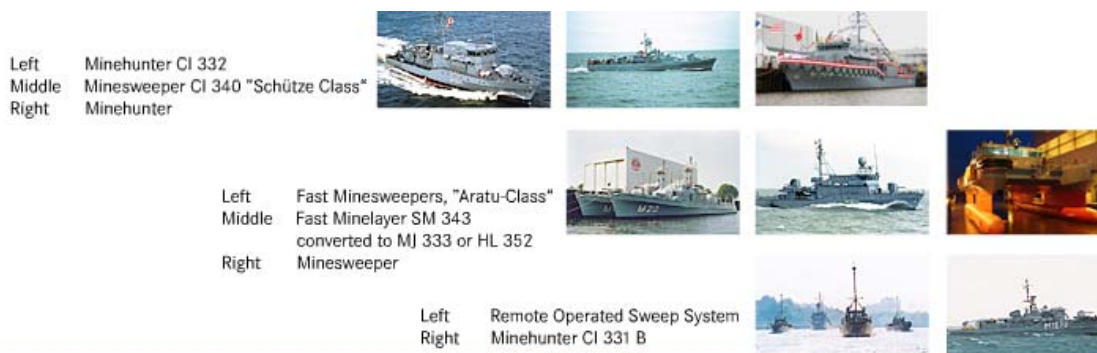 Left Minehunter Cl 332
Middle Minesweeper Cl 340 "Schütze Class“
Right Minehunter
Left Fast Minesweepers, "Aratu-Class“
Middle Fast Minelayer SM 343
converted to MJ 333 or HL 352
Right Minesweeper
Left Remote Operated Sweep System
Right Minehunter Cl 331 B